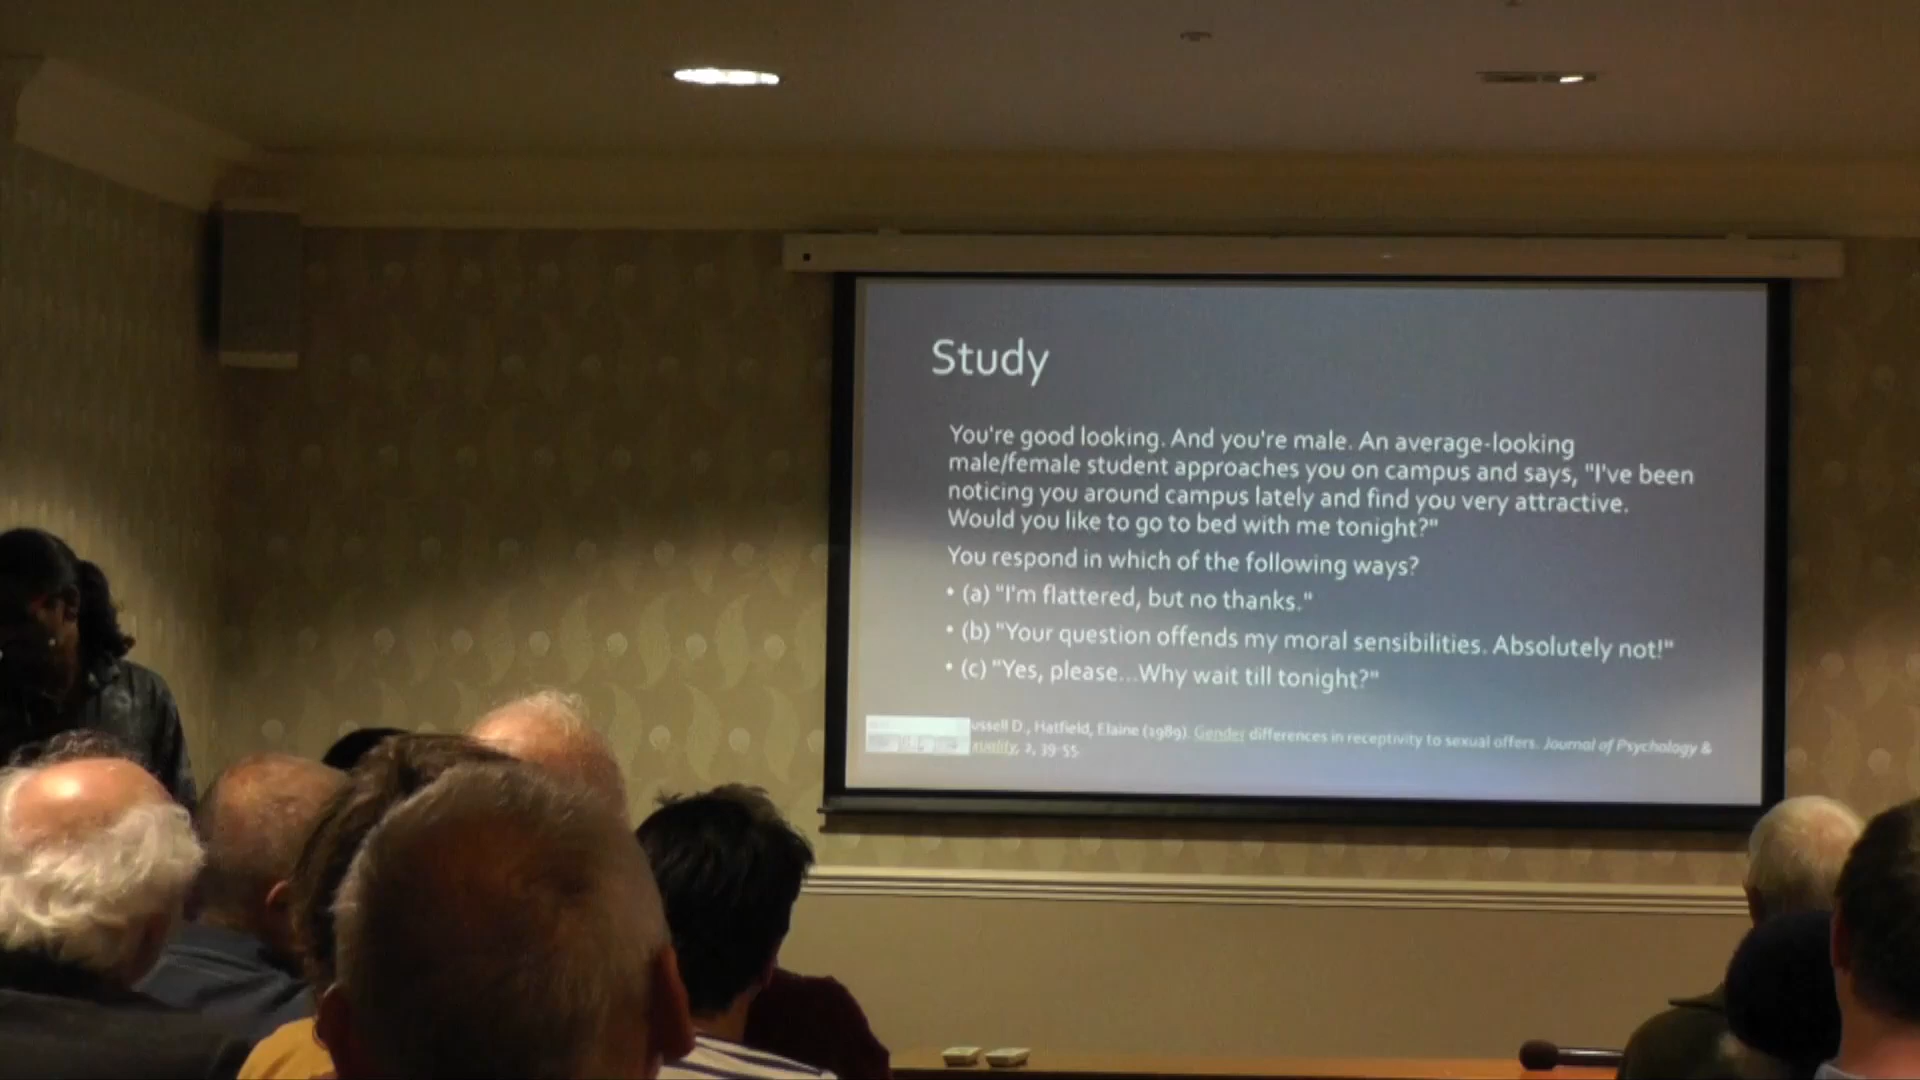 Study
You're good looking. And you're male. An average-looking
male/female student approaches you on campus and says, "I've been
noticing you around campus lately and find you very attractive.
Would you like to go to bed with me tonight?"
You respond in which of the following ways?
• (a) "I'm flattered, but no thanks."
• (b) "Your question offends my moral sensibilities. Absolutely not!"
• (c) "Yes, please...Why wait till tonight?"
ussell D., Hatfield, Elaine (1989). Gender differences in receptivity to sexual offers. Journal of Psychology &
xuality, 2, 39-55.